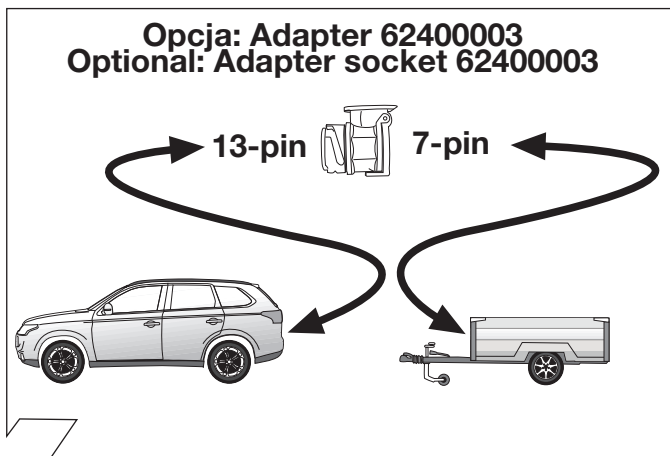 Opcja: Adapter 62400003
Optional: Adapter socket 62400003
13-pin 7-pin